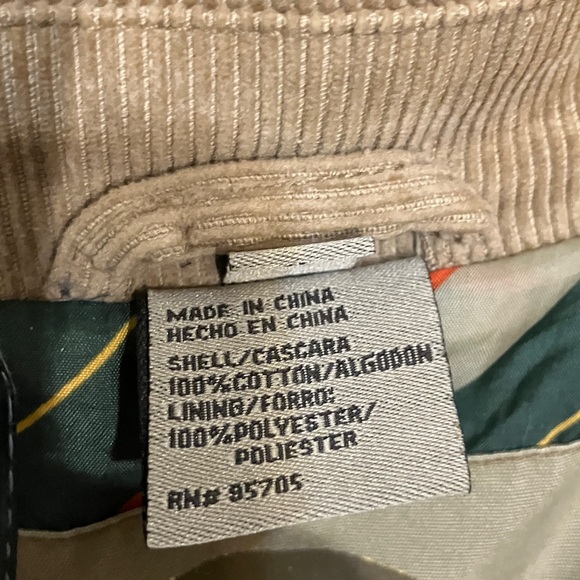 MADE IN CHINA
HECHO EN CHINA
SHELL/CASCARA
100%COTTON/ALGODON
LINING/FORRO:
100%POLYESTER/
POLIESTER
RN# 95705